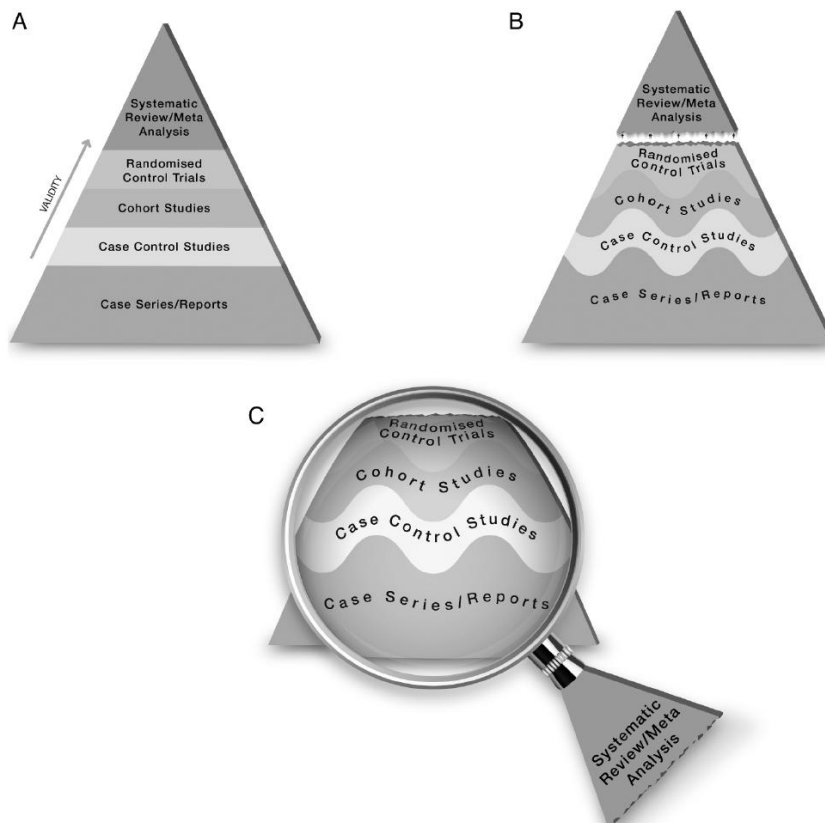 A
Systematic
Review/Meta
Analysis
Randomised
Control Trials
Cohort Studies
Case Control Studies
Case Series/Reports
VALIDITY
B
Systematic
Review/Meta
Analysis
Randomised
Control Trials
Cohort Studies
Case Control Studies
Case Series/Reports
C
Randomised
Control Trials
Cohort Studies
Case Control Studies
Case Series/Reports
Systematic
Review/Meta
Analysis